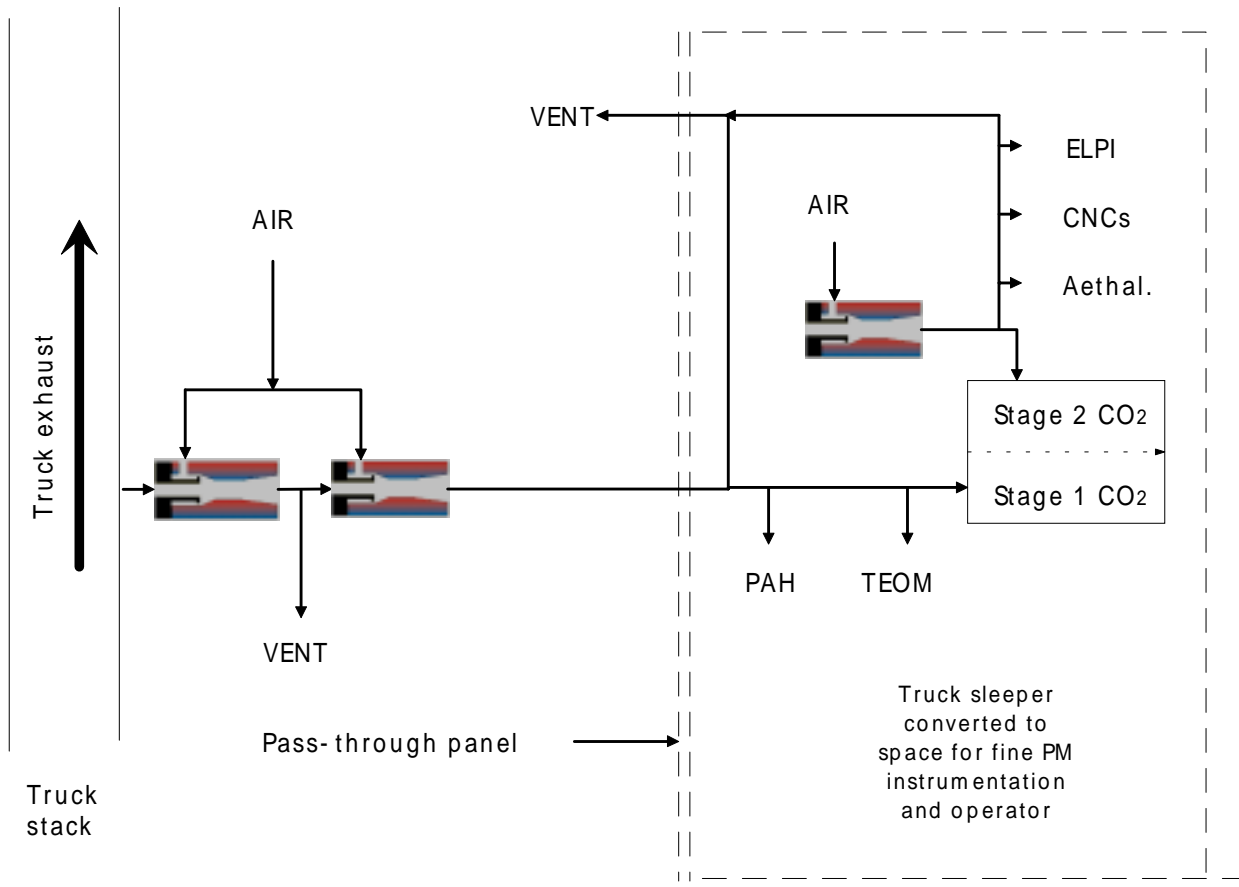 VENT
ELPI
AIR
AIR
CNCs
Aethal.
Truck exhaust
Stage 2 CO2
Stage 1 CO2
PAH
TEOM
VENT
Pass-through panel
Truck sleeper
converted to
space for fine PM
instrumentation
and operator
Truck
stack